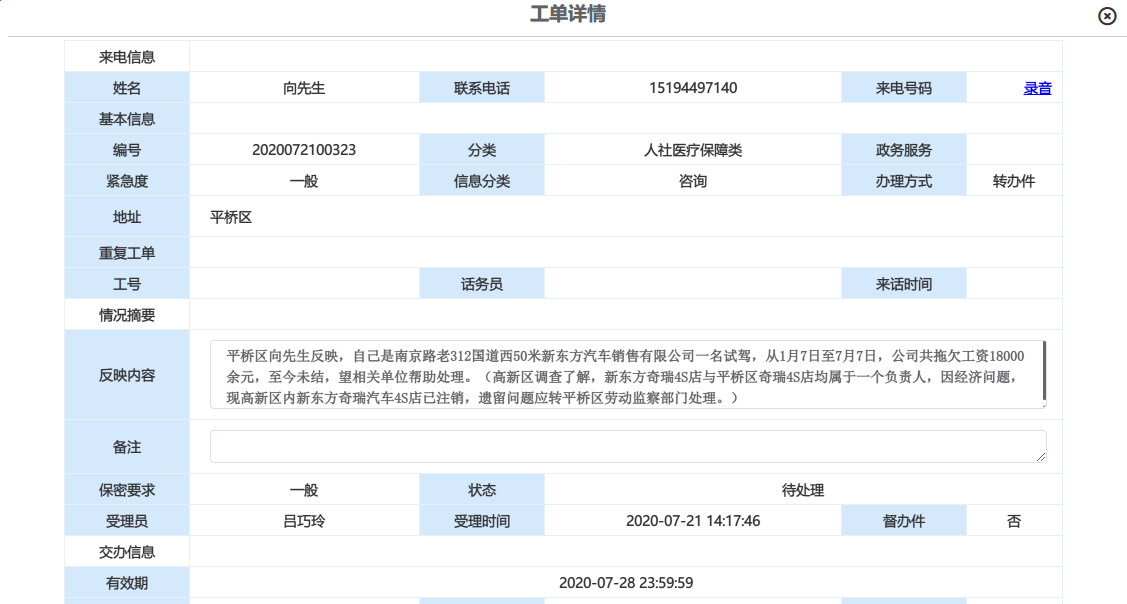 工单详情
来电信息
姓名 向先生 联系电话 15194497140 来电号码 录音
基本信息
编号 2020072100323 分类 人社医疗保障类 政务服务
紧急度 一般 信息分类 咨询 办理方式 转办件
地址 平桥区
重复工单
工号 话务员 来话时间
情况摘要
反映内容
平桥区向先生反映，自己是南京路老312国道西50米新东方汽车销售有限公司一名试驾，从1月7日至7月7日，公司共拖欠工资18000
余元，至今未结，望相关单位帮助处理。（高新区调查了解，新东方奇瑞4S店与平桥区奇瑞4S店均属于一个负责人，因经济问题，
现高新区内新东方奇瑞汽车4S店已注销，遗留问题应转平桥区劳动监察部门处理。）
备注
保密要求 一般 状态 待处理
受理员 吕巧玲 受理时间 2020-07-21 14:17:46 督办件 否
交办信息
有效期 2020-07-28 23:59:59